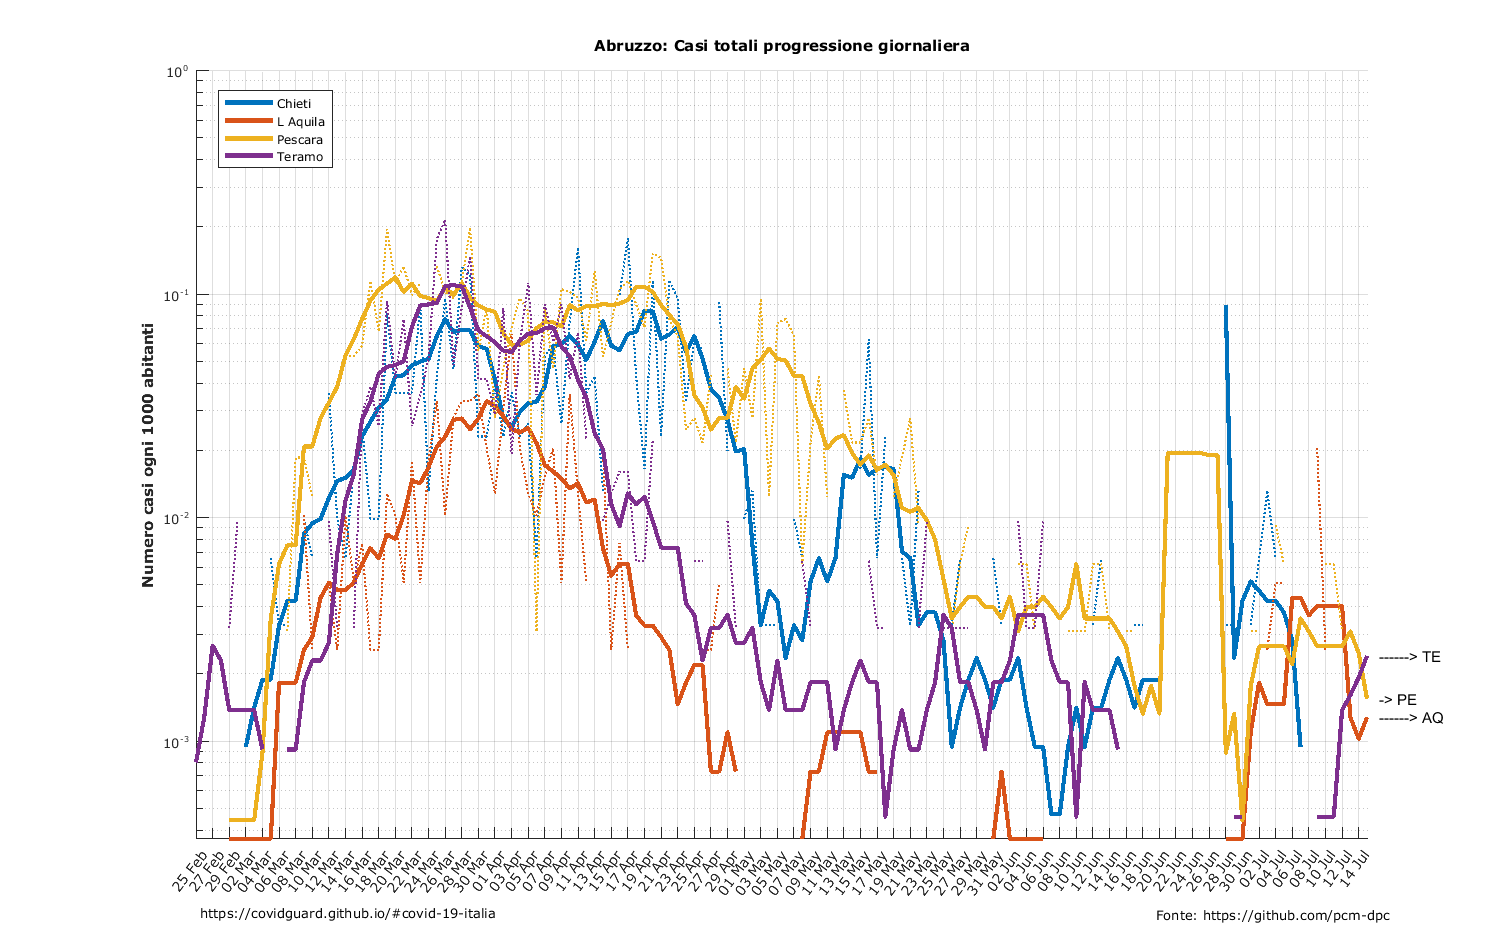 Abruzzo: Casi totali progressione giornaliera
Numero casi ogni 1000 abitanti
10⁰
10⁻¹
10⁻²
10⁻³
Chieti
L Aquila
Pescara
Teramo
------> TE
-> PE
------> AQ
25 Feb
27 Feb
29 Feb
02 Mar
04 Mar
06 Mar
08 Mar
10 Mar
12 Mar
14 Mar
16 Mar
18 Mar
20 Mar
22 Mar
24 Mar
26 Mar
28 Mar
30 Mar
01 Apr
03 Apr
05 Apr
07 Apr
09 Apr
11 Apr
13 Apr
15 Apr
17 Apr
19 Apr
21 Apr
23 Apr
25 Apr
27 Apr
29 Apr
01 May
03 May
05 May
07 May
09 May
11 May
13 May
15 May
17 May
19 May
21 May
23 May
25 May
27 May
29 May
31 May
02 Jun
04 Jun
06 Jun
08 Jun
10 Jun
12 Jun
14 Jun
16 Jun
18 Jun
20 Jun
22 Jun
24 Jun
26 Jun
28 Jun
30 Jun
02 Jul
04 Jul
06 Jul
08 Jul
10 Jul
12 Jul
14 Jul
https://covidguard.github.io/#covid-19-italia
Fonte: https://github.com/pcm-dpc